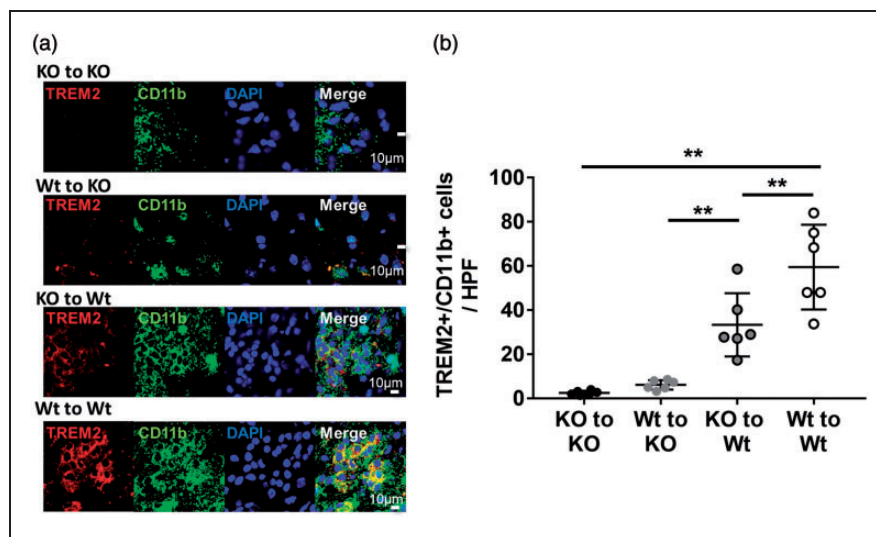 (a)
KO to KO
TREM2 CD11b DAPI Merge
10μm
Wt to KO
TREM2 CD11b DAPI Merge
10μm
KO to Wt
TREM2 CD11b DAPI Merge
10μm
Wt to Wt
TREM2 CD11b DAPI Merge
10μm
(b)
TREM2+/CD11b+ cells
/ HPF
100
80
60
40
20
0
**
**
**
KO to Wt to KO to Wt to
KO KO Wt Wt